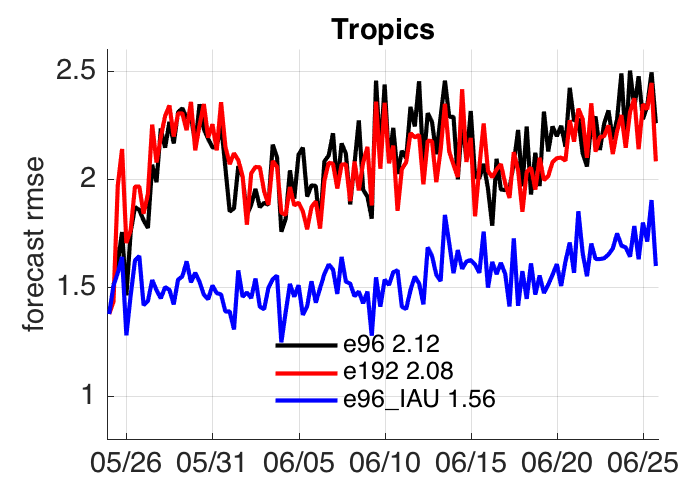 Tropics
forecast rmse
2.5
2
1.5
1
e96 2.12
e192 2.08
e96_IAU 1.56
05/26 05/31 06/05 06/10 06/15 06/20 06/25